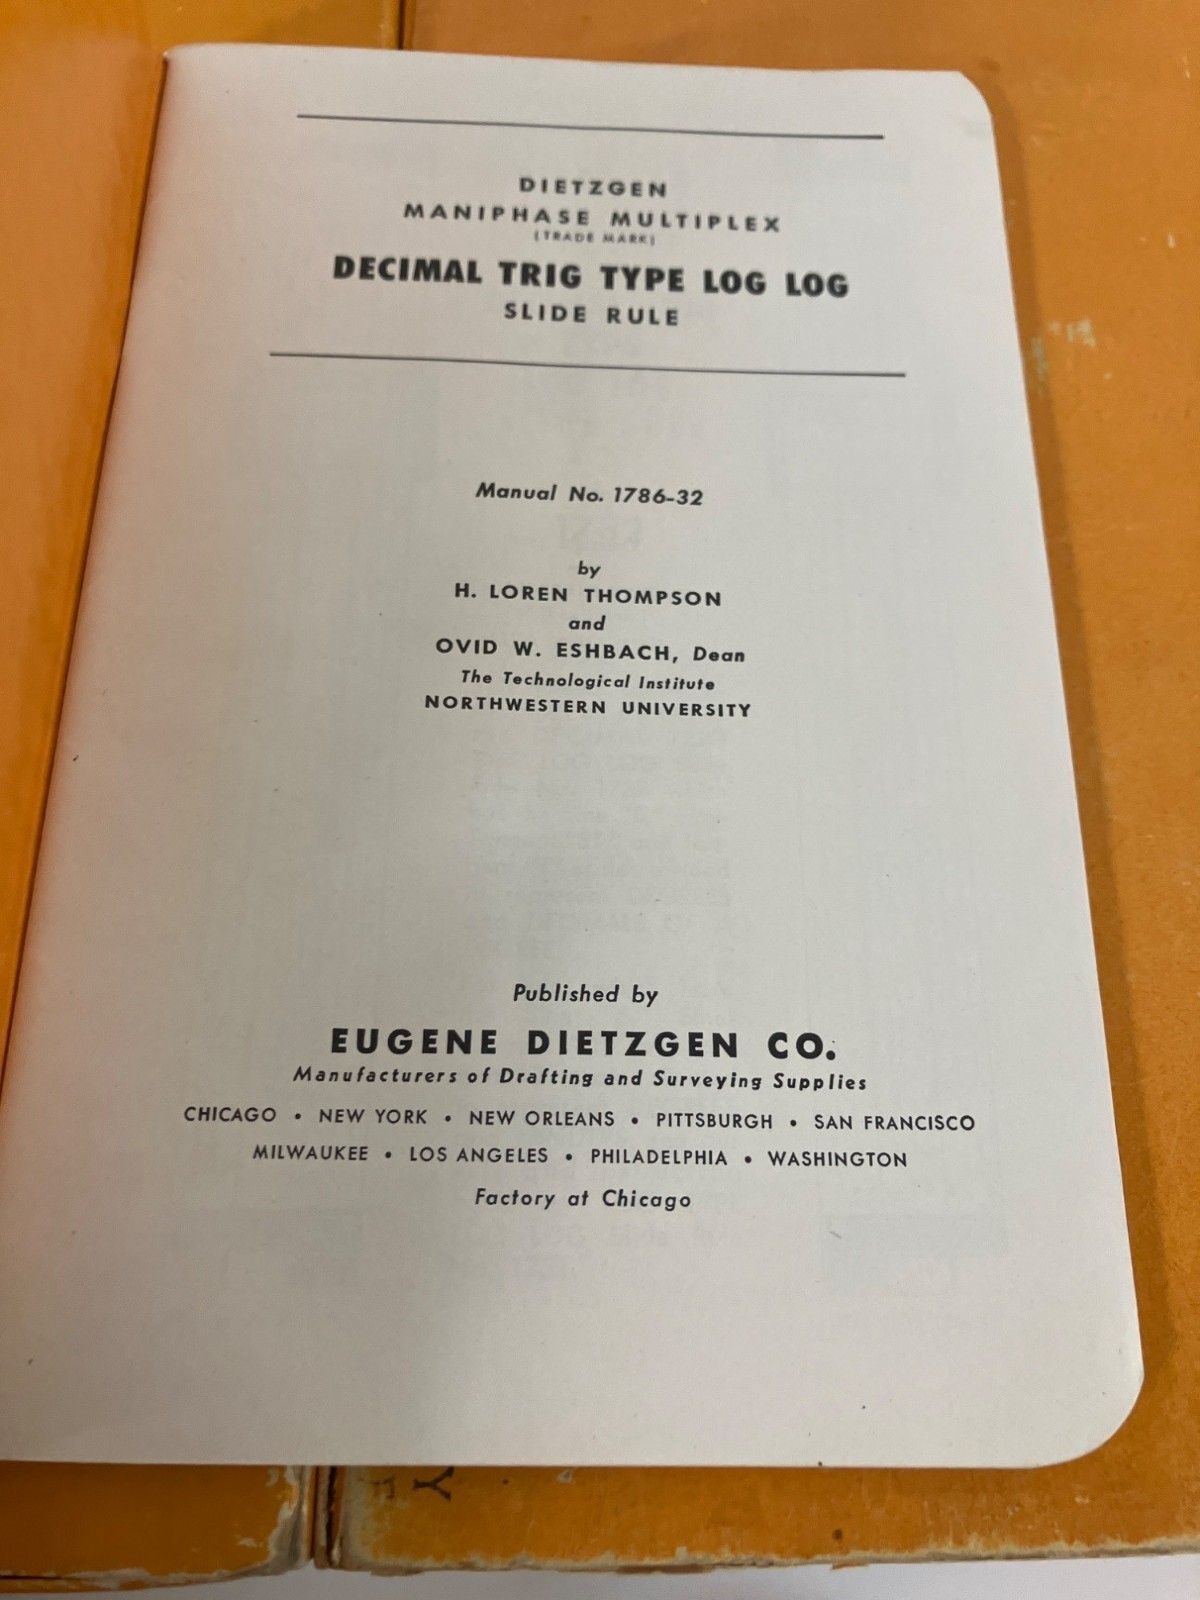 DIETZGEN
MANIPHASE MULTIPLEX
(TRADE MARK)
DECIMAL TRIG TYPE LOG LOG
SLIDE RULE
Manual No. 1786-32
by
H. LOREN THOMPSON
and
OVID W. ESHBACH, Dean
The Technological Institute
NORTHWESTERN UNIVERSITY
Published by
EUGENE DIETZGEN CO.
Manufacturers of Drafting and Surveying Supplies
CHICAGO • NEW YORK • NEW ORLEANS • PITTSBURGH • SAN FRANCISCO
MILWAUKEE • LOS ANGELES • PHILADELPHIA • WASHINGTON
Factory at Chicago